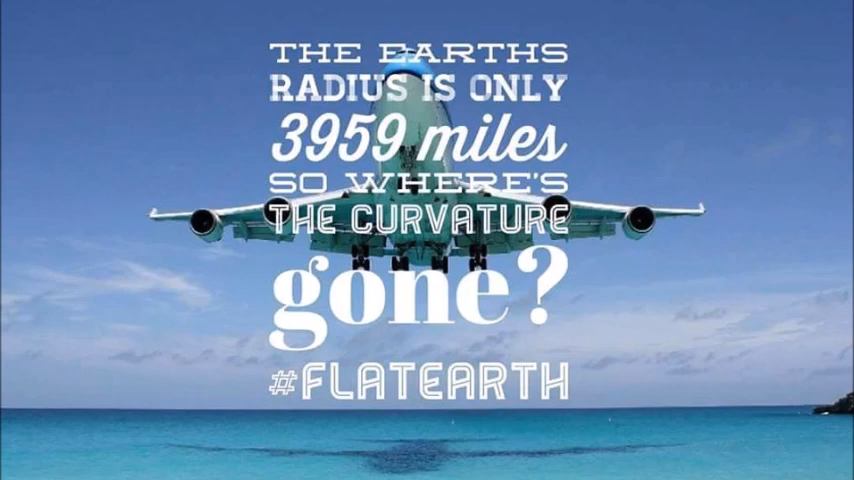 THE EARTHS
RADIUS IS ONLY
3959 miles
SO WHERE'S
THE CURVATURE
gone?
#FLATEARTH